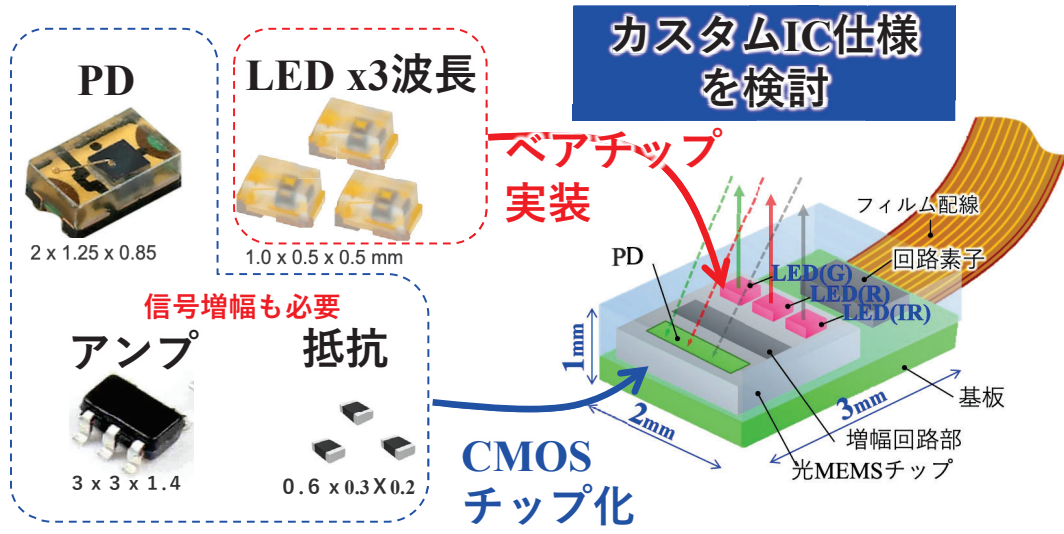 PD
2 x 1.25 x 0.85
LED x3波長
1.0 x 0.5 x 0.5 mm
カスタムIC仕様
を検討
ベアチップ
実装
信号増幅も必要
アンプ
3 x 3 x 1.4
抵抗
0.6 x 0.3 X 0.2
CMOS
チップ化
フィルム配線
回路素子
PD
LED(G)
LED(R)
LED(IR)
1mm
2mm
3mm
基板
増幅回路部
光MEMSチップ